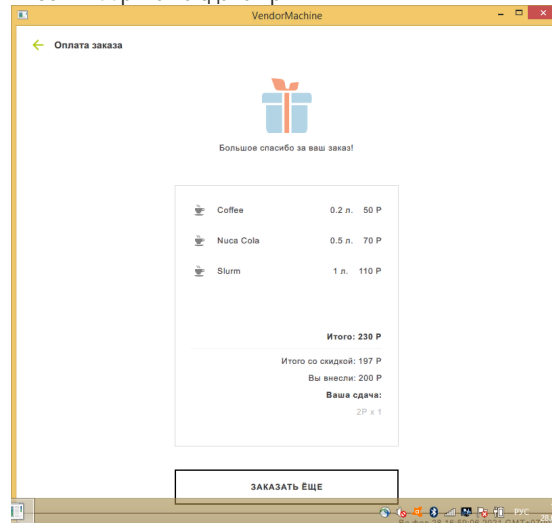 VendorMachine
Оплата заказа
Большое спасибо за ваш заказ!
Coffee 0.2 л. 50 Р
Nuca Cola 0.5 л. 70 Р
Slurm 1 л. 110 Р
Итого: 230 Р
Итого со скидкой: 197 Р
Вы внесли: 200 Р
Ваша сдача:
2Р x 1
ЗАКАЗАТЬ ЁЩЕ
РУС